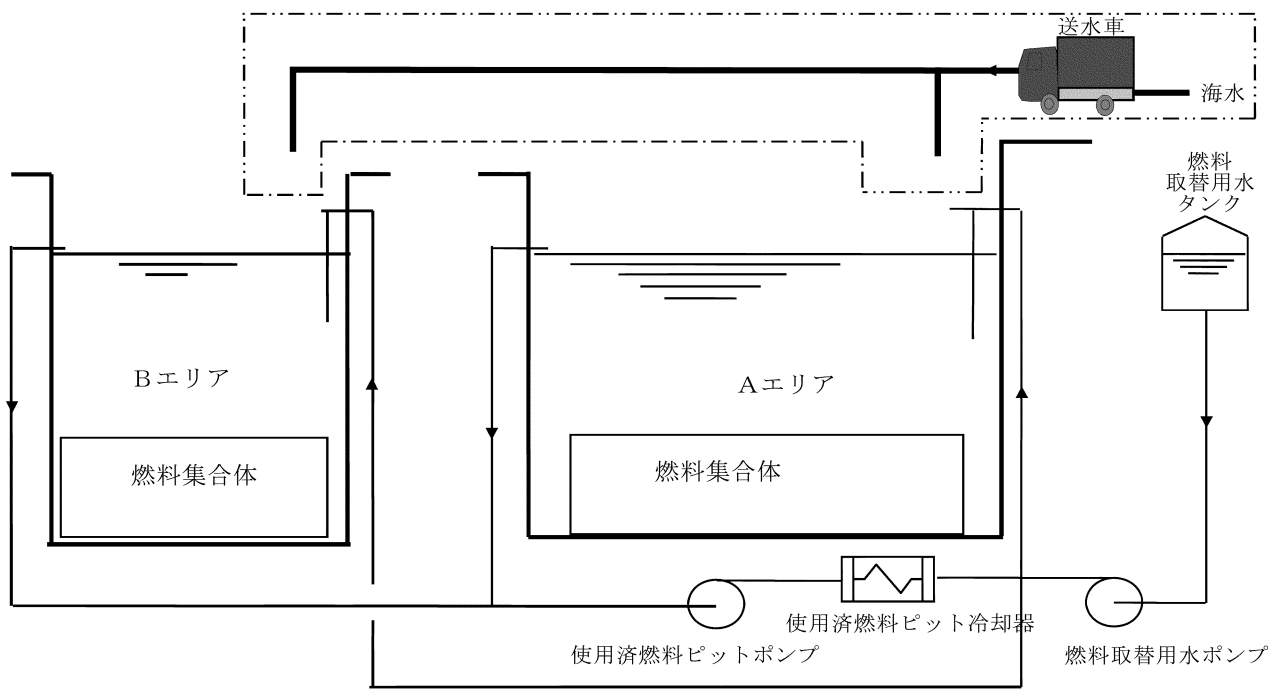 送水車
海水
燃料
取替用水
タンク
Bエリア
Aエリア
燃料集合体
燃料集合体
使用済燃料ピット冷却器
使用済燃料ピットポンプ
燃料取替用水ポンプ